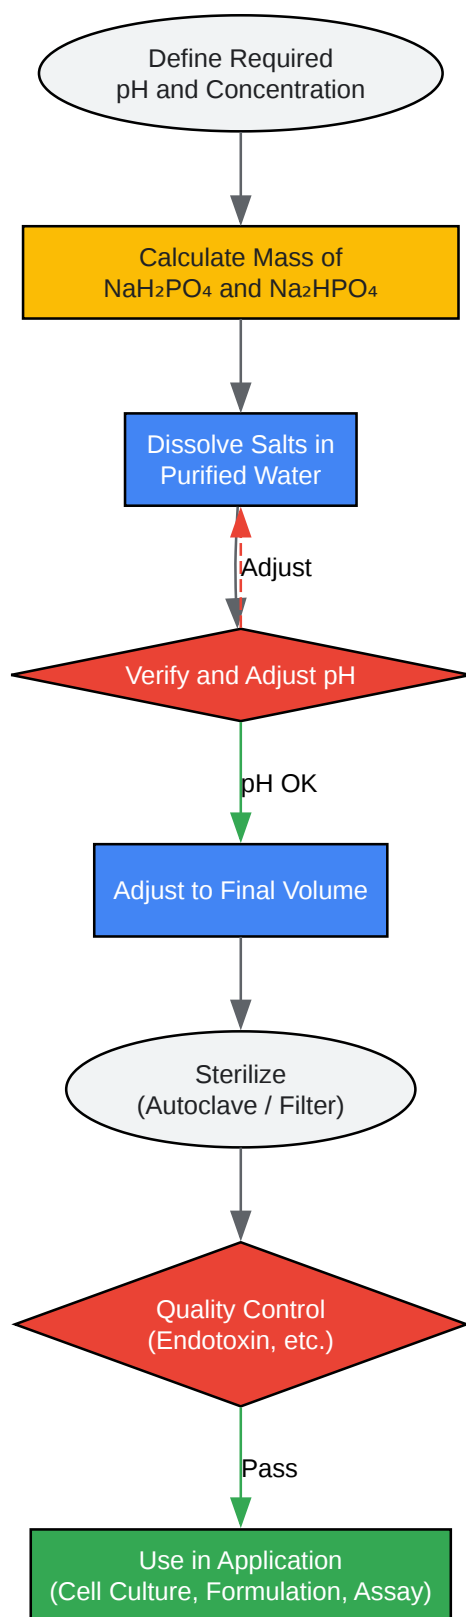 Define Required
pH and Concentration
Calculate Mass of
NaH₂PO₄ and Na₂HPO₄
Dissolve Salts in
Purified Water
Adjust
Verify and Adjust pH
pH OK
Adjust to Final Volume
Sterilize
(Autoclave / Filter)
Quality Control
(Endotoxin, etc.)
Pass
Use in Application
(Cell Culture, Formulation, Assay)